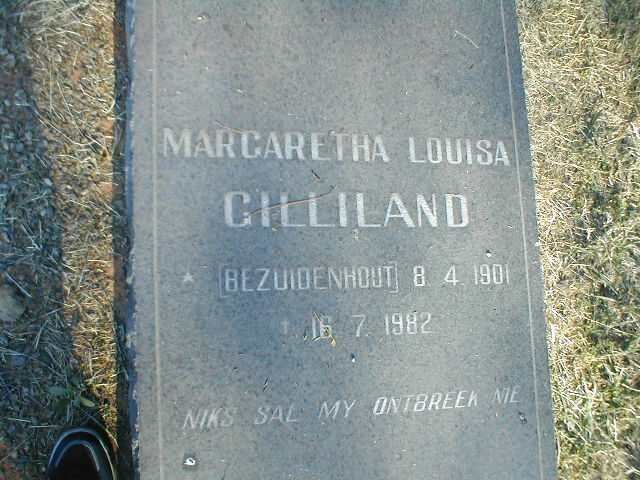 MARGARETHA LOUISA
GILLILAND
* [BEZUIDENHOUT] 8 4 1901
† 16 7 1982
NIKS SAL MY ONTBREEK NIE